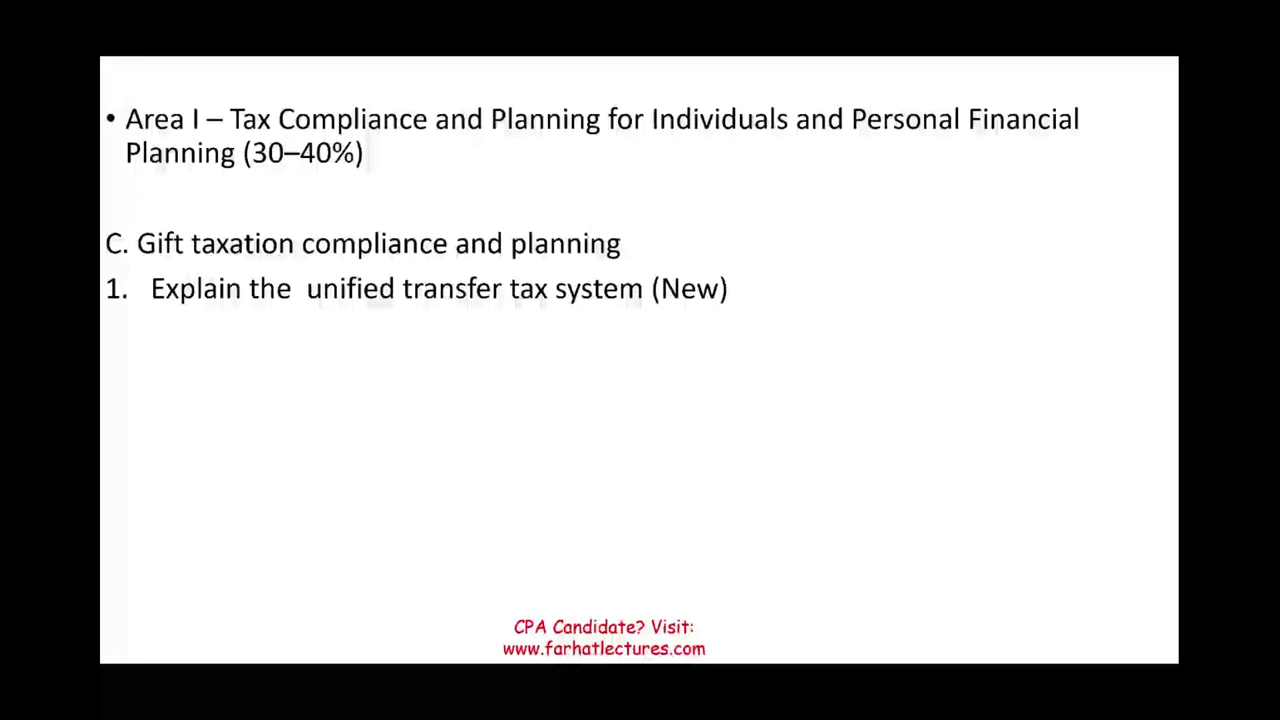 • Area I – Tax Compliance and Planning for Individuals and Personal Financial
Planning (30–40%)
C. Gift taxation compliance and planning
1. Explain the unified transfer tax system (New)
CPA Candidate? Visit:
www.farhatlectures.com